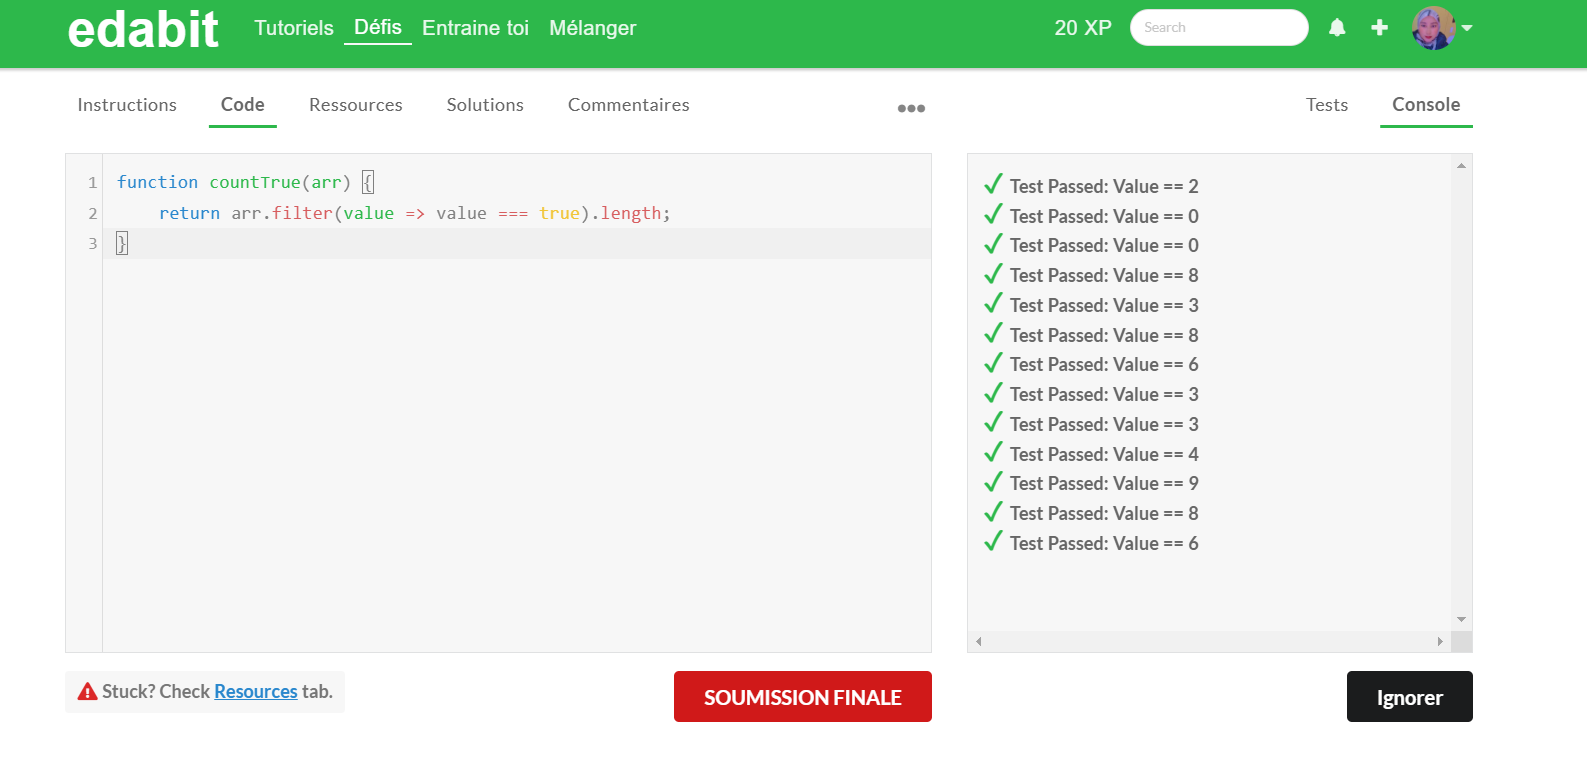 edabit Tutoriels Défis Entraine toi Mélanger 20 XP Search
Instructions Code Ressources Solutions Commentaires Tests Console
1 function countTrue(arr) {
2 return arr.filter(value => value === true).length;
3 }
Test Passed: Value == 2
Test Passed: Value == 0
Test Passed: Value == 0
Test Passed: Value == 8
Test Passed: Value == 3
Test Passed: Value == 8
Test Passed: Value == 6
Test Passed: Value == 3
Test Passed: Value == 3
Test Passed: Value == 4
Test Passed: Value == 9
Test Passed: Value == 8
Test Passed: Value == 6
Stuck? Check Resources tab.
SOUMISSION FINALE
Ignorer